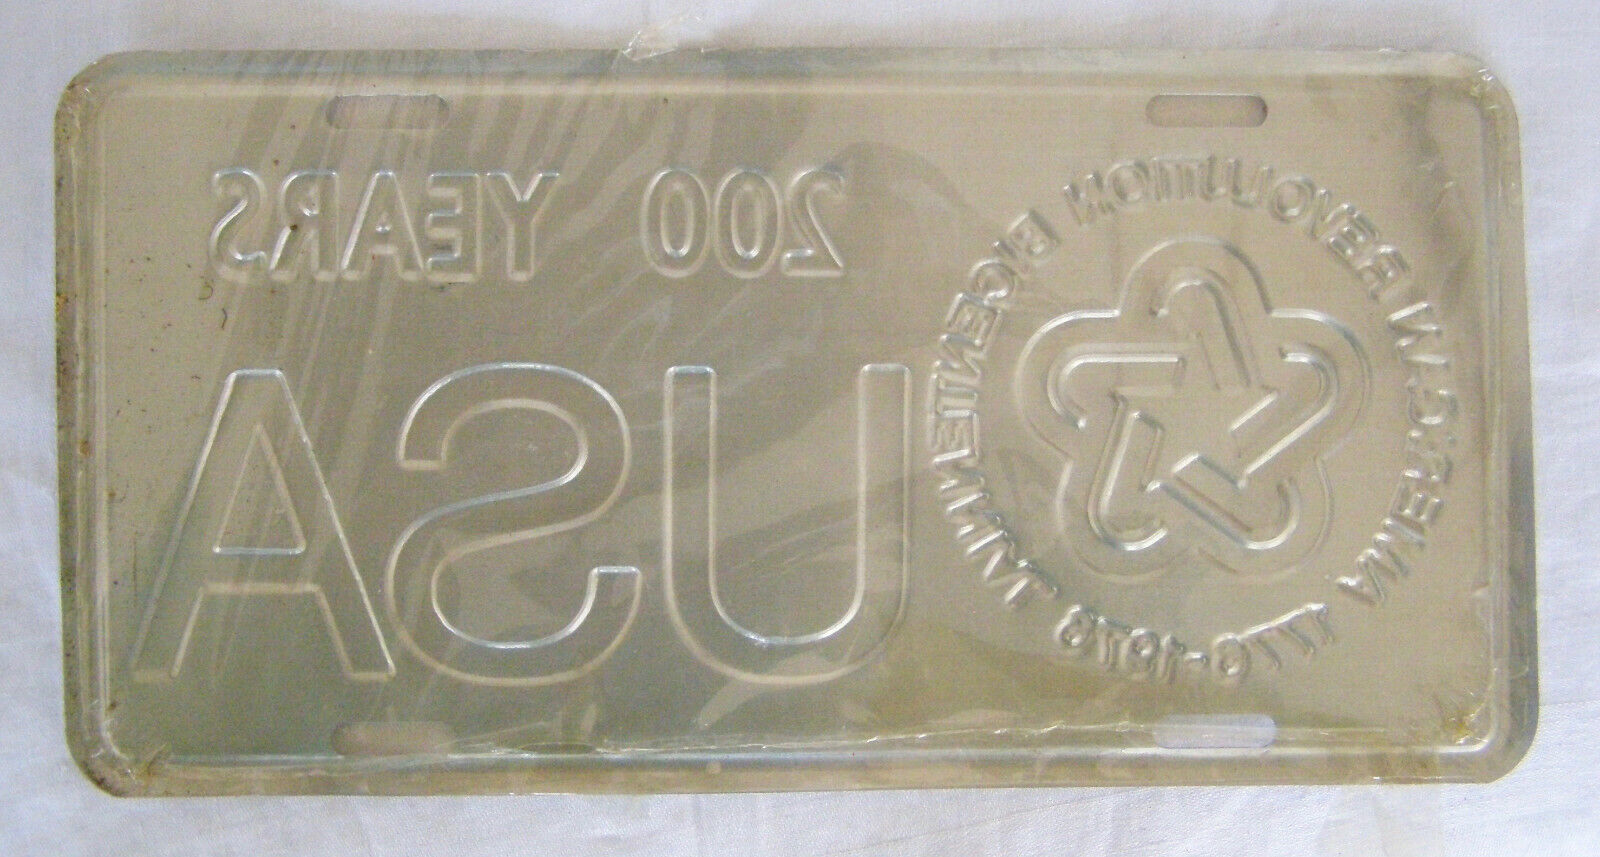 AMERICAN REVOLUTION BICENTENNIAL 1776-1976
200 YEARS
USA